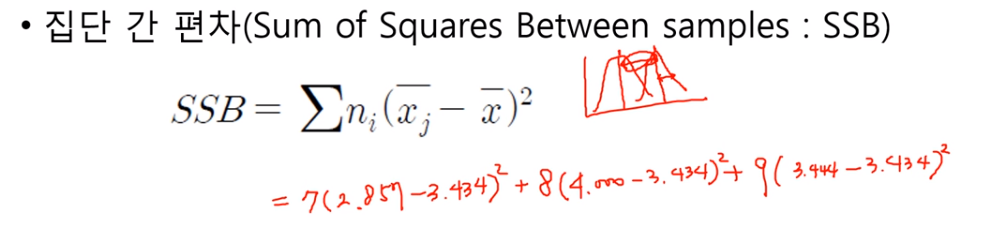 • 집단 간 편차(Sum of Squares Between samples : SSB)
SSB = ∑nᵢ(x̄ⱼ − x̄)²
= 7(2.857-3.434)² + 8(4.000-3.434)² + 9(3.444-3.434)²